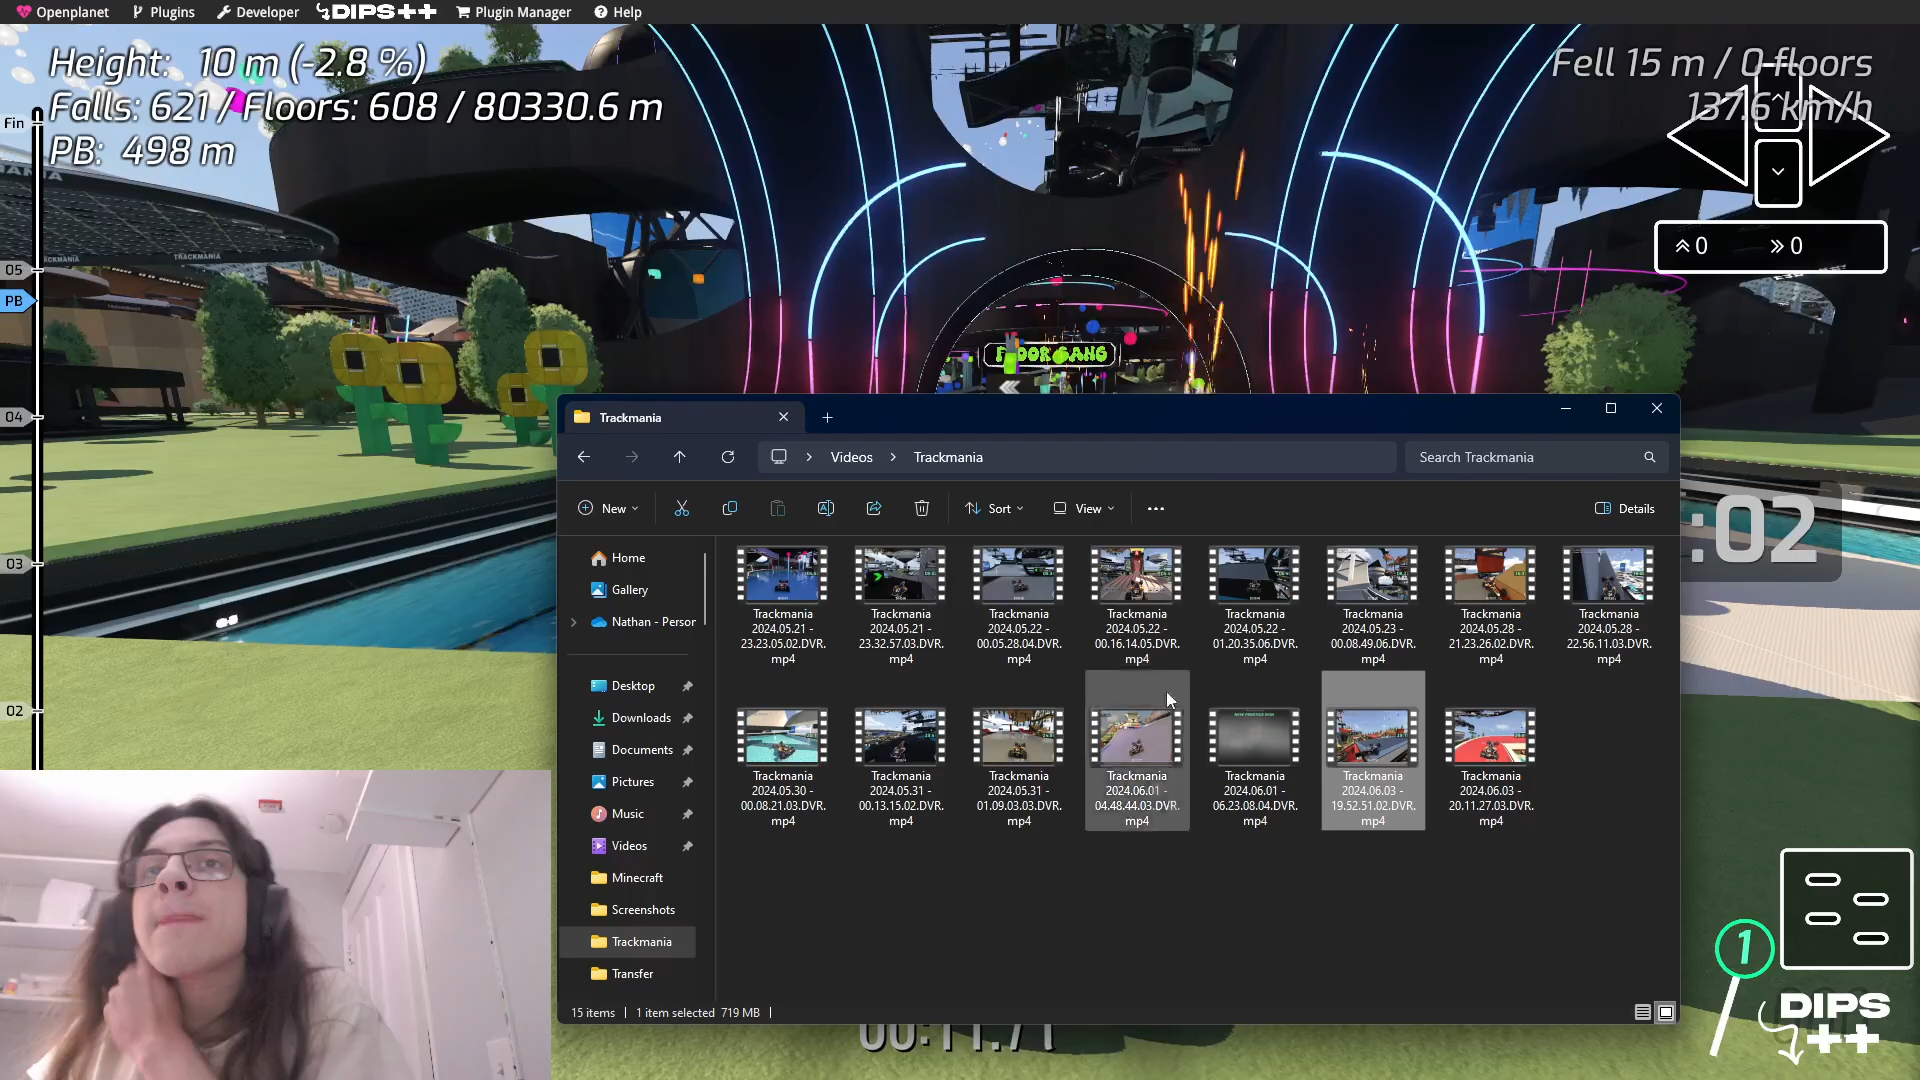 Openplanet Plugins Developer DIPS++ Plugin Manager Help
Height: 10 m (-2.8 %)
Falls: 621 / Floors: 608 / 80330.6 m
PB: 498 m
Fell 15 m / 0 floors
137.6 km/h
0 0
Fin
05
PB
04
03
02
TRACKMANIA
FLOOR GANG
:02
Trackmania
Videos Trackmania
Search Trackmania
New Sort View Details
Home
Gallery
Nathan - Person
Desktop
Downloads
Documents
Pictures
Music
Videos
Minecraft
Screenshots
Trackmania
Transfer
Trackmania
2024.05.21 -
23.23.05.02.DVR.
mp4
Trackmania
2024.05.21 -
23.32.57.03.DVR.
mp4
Trackmania
2024.05.22 -
00.05.28.04.DVR.
mp4
Trackmania
2024.05.22 -
00.16.14.05.DVR.
mp4
Trackmania
2024.05.22 -
01.20.35.06.DVR.
mp4
Trackmania
2024.05.23 -
00.08.49.06.DVR.
mp4
Trackmania
2024.05.28 -
21.23.26.02.DVR.
mp4
Trackmania
2024.05.28 -
22.56.11.03.DVR.
mp4
Trackmania
2024.05.30 -
00.08.21.03.DVR.
mp4
Trackmania
2024.05.31 -
00.13.15.02.DVR.
mp4
Trackmania
2024.05.31 -
01.09.03.03.DVR.
mp4
Trackmania
2024.06.01 -
04.48.44.03.DVR.
mp4
Trackmania
2024.06.01 -
06.23.08.04.DVR.
mp4
Trackmania
2024.06.03 -
19.52.51.02.DVR.
mp4
Trackmania
2024.06.03 -
20.11.27.03.DVR.
mp4
15 items 1 item selected 719 MB
00:11.71
1
DIPS
++